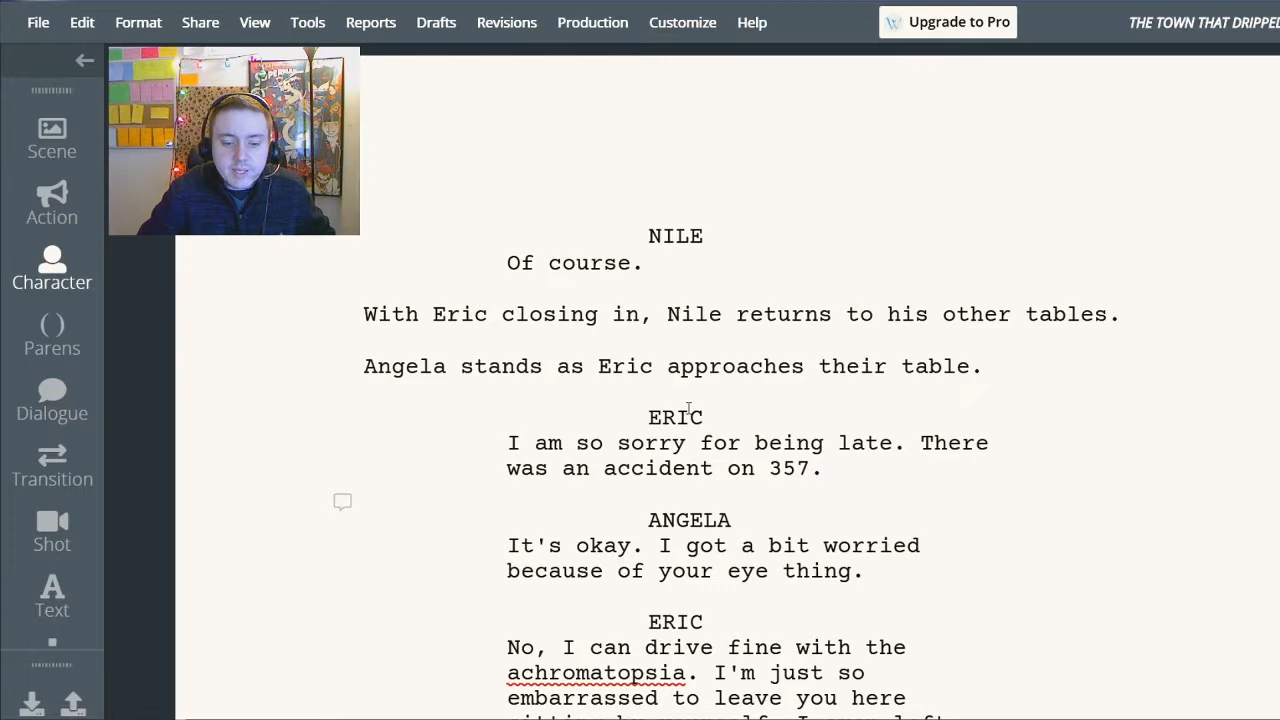 File Edit Format Share View Tools Reports Drafts Revisions Production Customize Help
W Upgrade to Pro
THE TOWN THAT DRIPPED
Scene
Action
Character
Parens
Dialogue
Transition
Shot
A
Text
NILE
Of course.
With Eric closing in, Nile returns to his other tables.
Angela stands as Eric approaches their table.
ERIC
I am so sorry for being late. There
was an accident on 357.
ANGELA
It's okay. I got a bit worried
because of your eye thing.
ERIC
No, I can drive fine with the
achromatopsia. I'm just so
embarrassed to leave you here